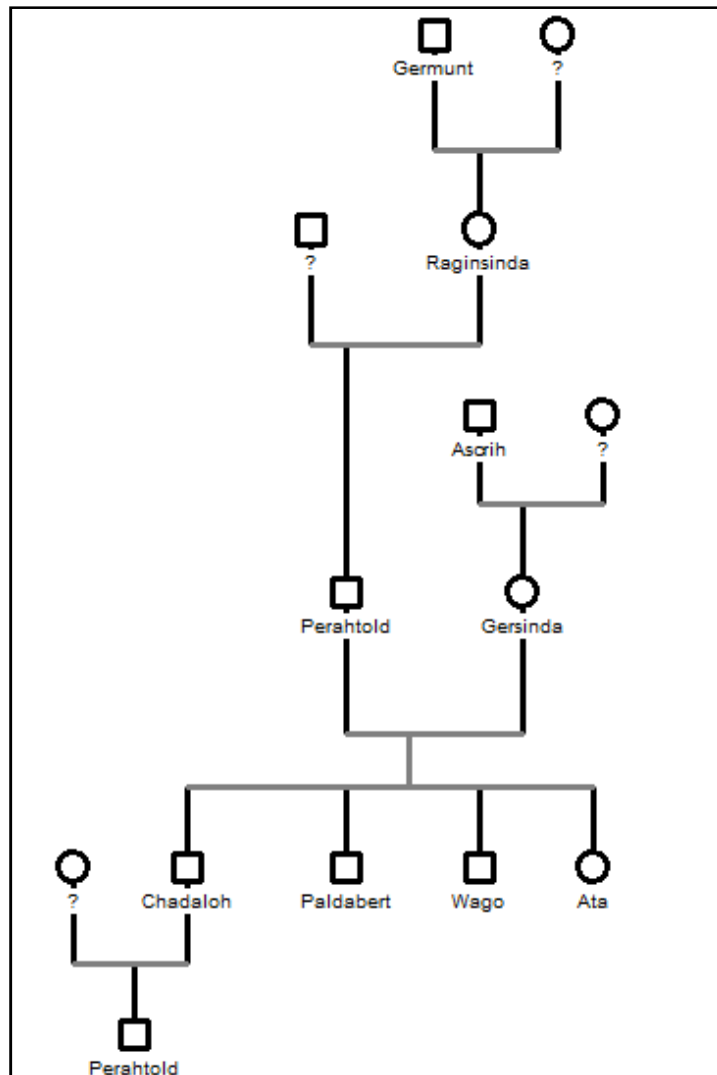 Germunt ?
? Raginsinda
Ascrih ?
Perahtold Gersinda
? Chadaloh Paldabert Wago Ata
Perahtold